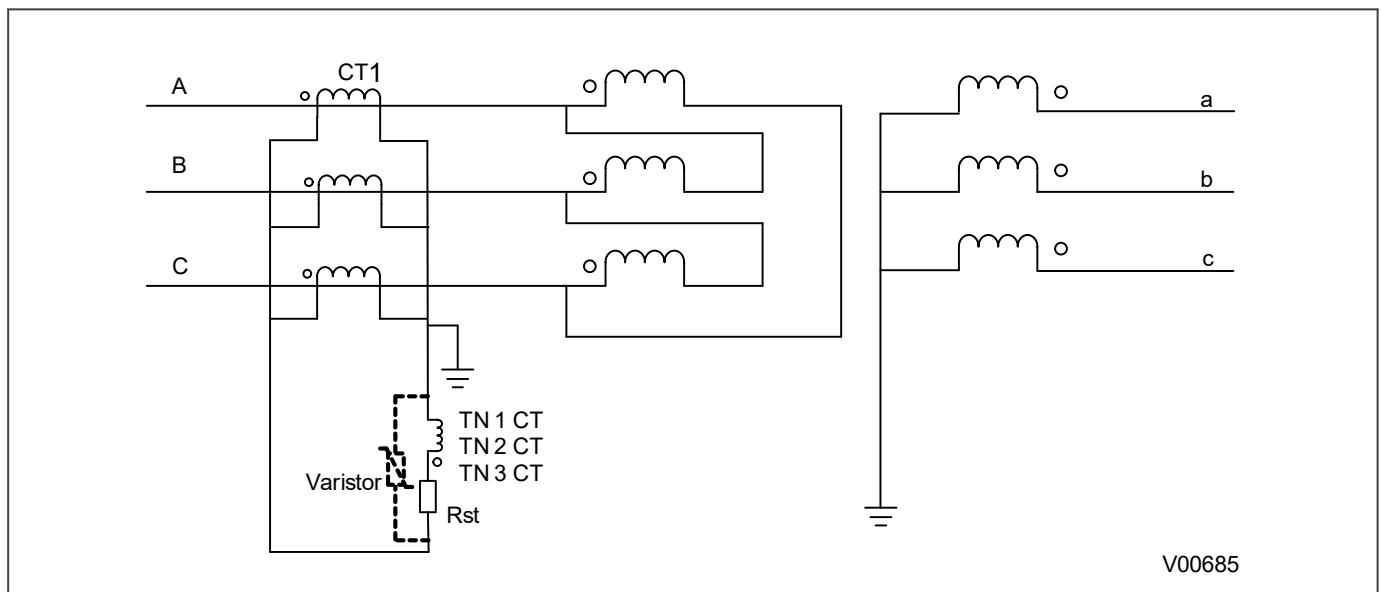 CT1
A
a
B
b
C
c
TN 1 CT
TN 2 CT
TN 3 CT
Varistor
Rst
V00685